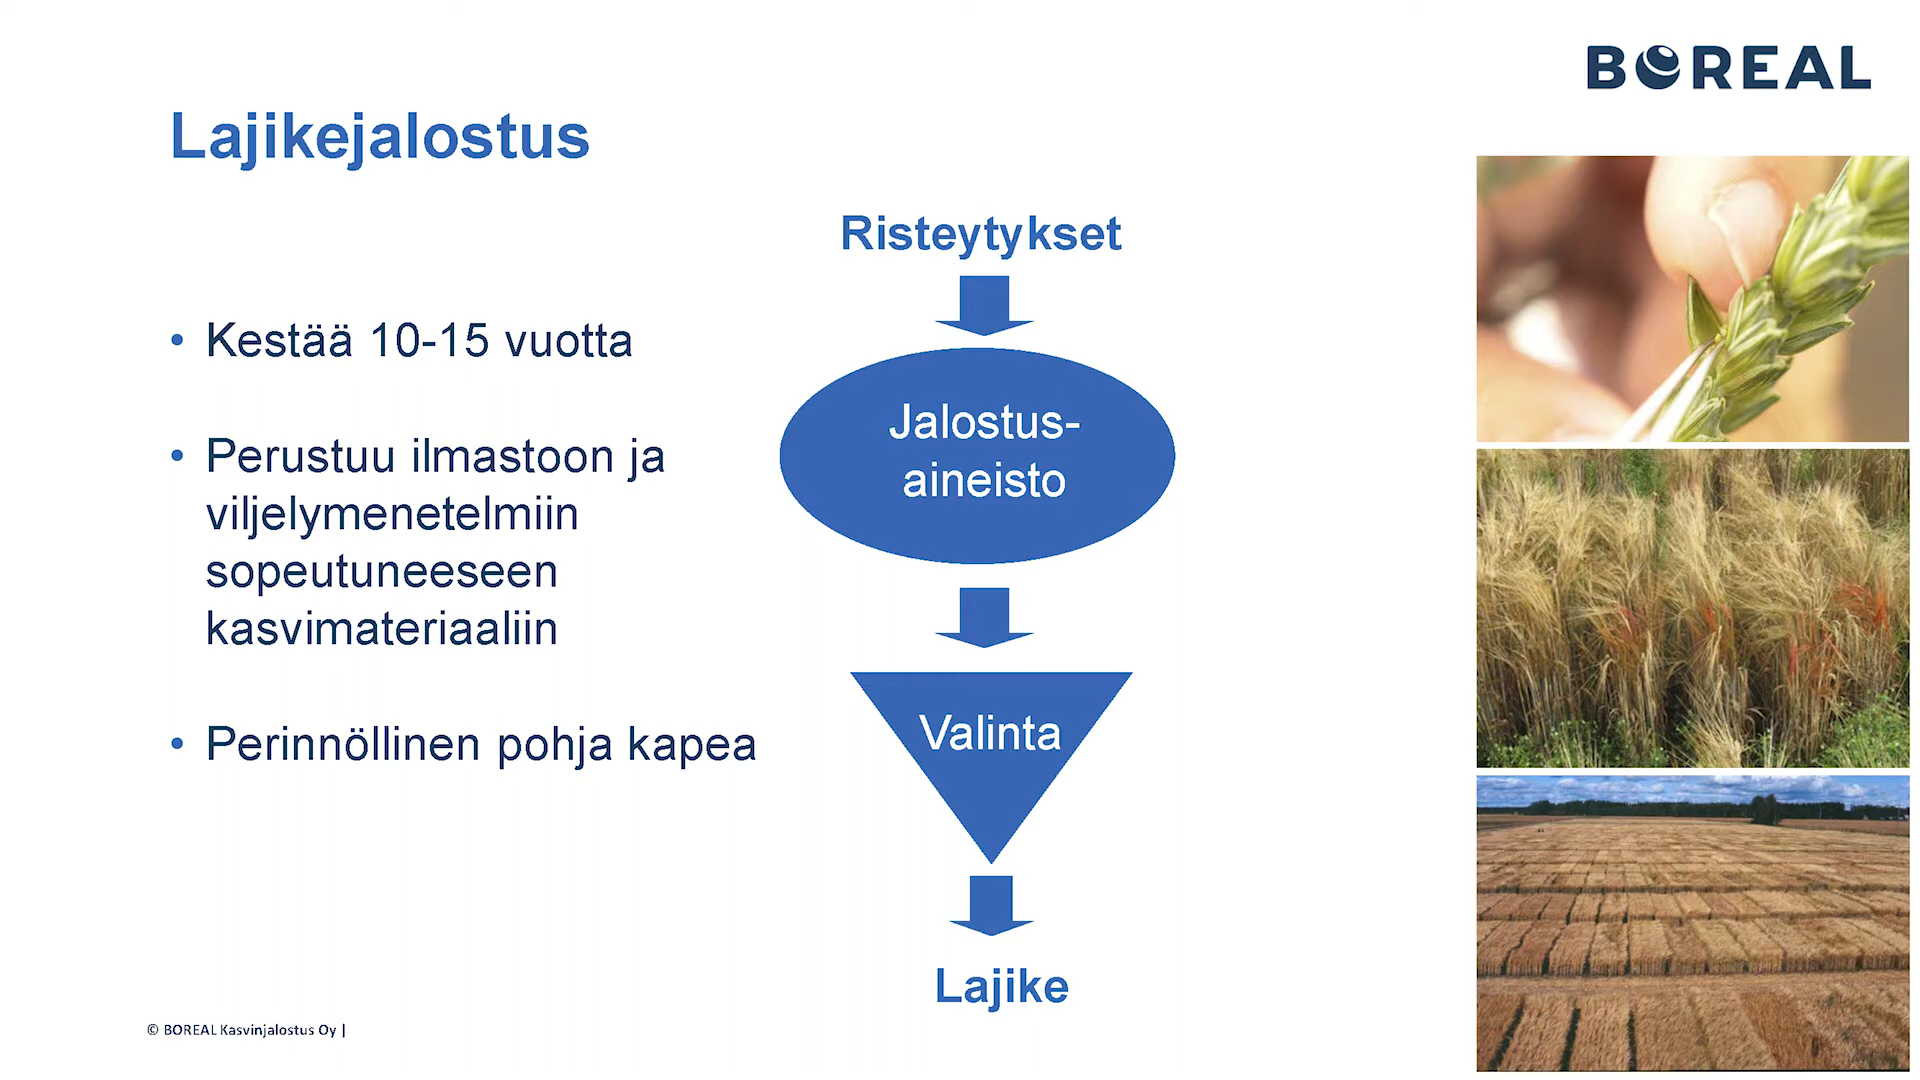 BOREAL
Lajikejalostus
• Kestää 10-15 vuotta
• Perustuu ilmastoon ja
viljelymenetelmiin
sopeutuneeseen
kasvimateriaaliin
• Perinnöllinen pohja kapea
Risteytykset
Jalostus-
aineisto
Valinta
Lajike
© BOREAL Kasvinjalostus Oy |